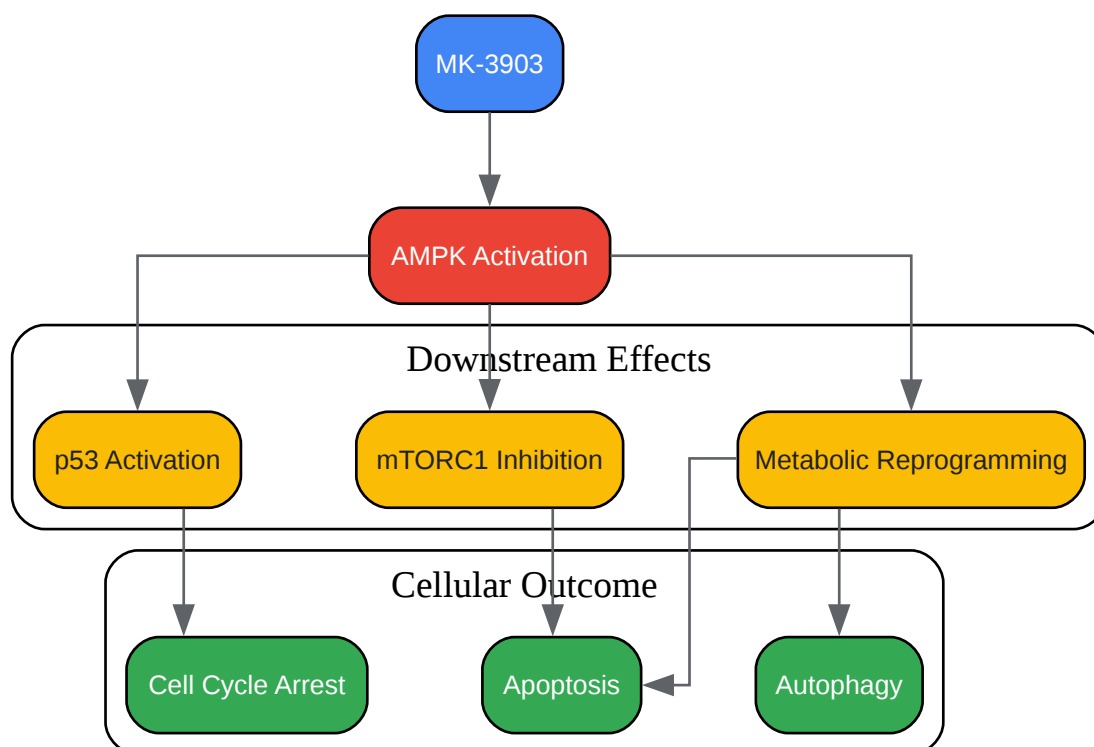 MK-3903
AMPK Activation
Downstream Effects
p53 Activation
mTORC1 Inhibition
Metabolic Reprogramming
Cellular Outcome
Cell Cycle Arrest
Apoptosis
Autophagy